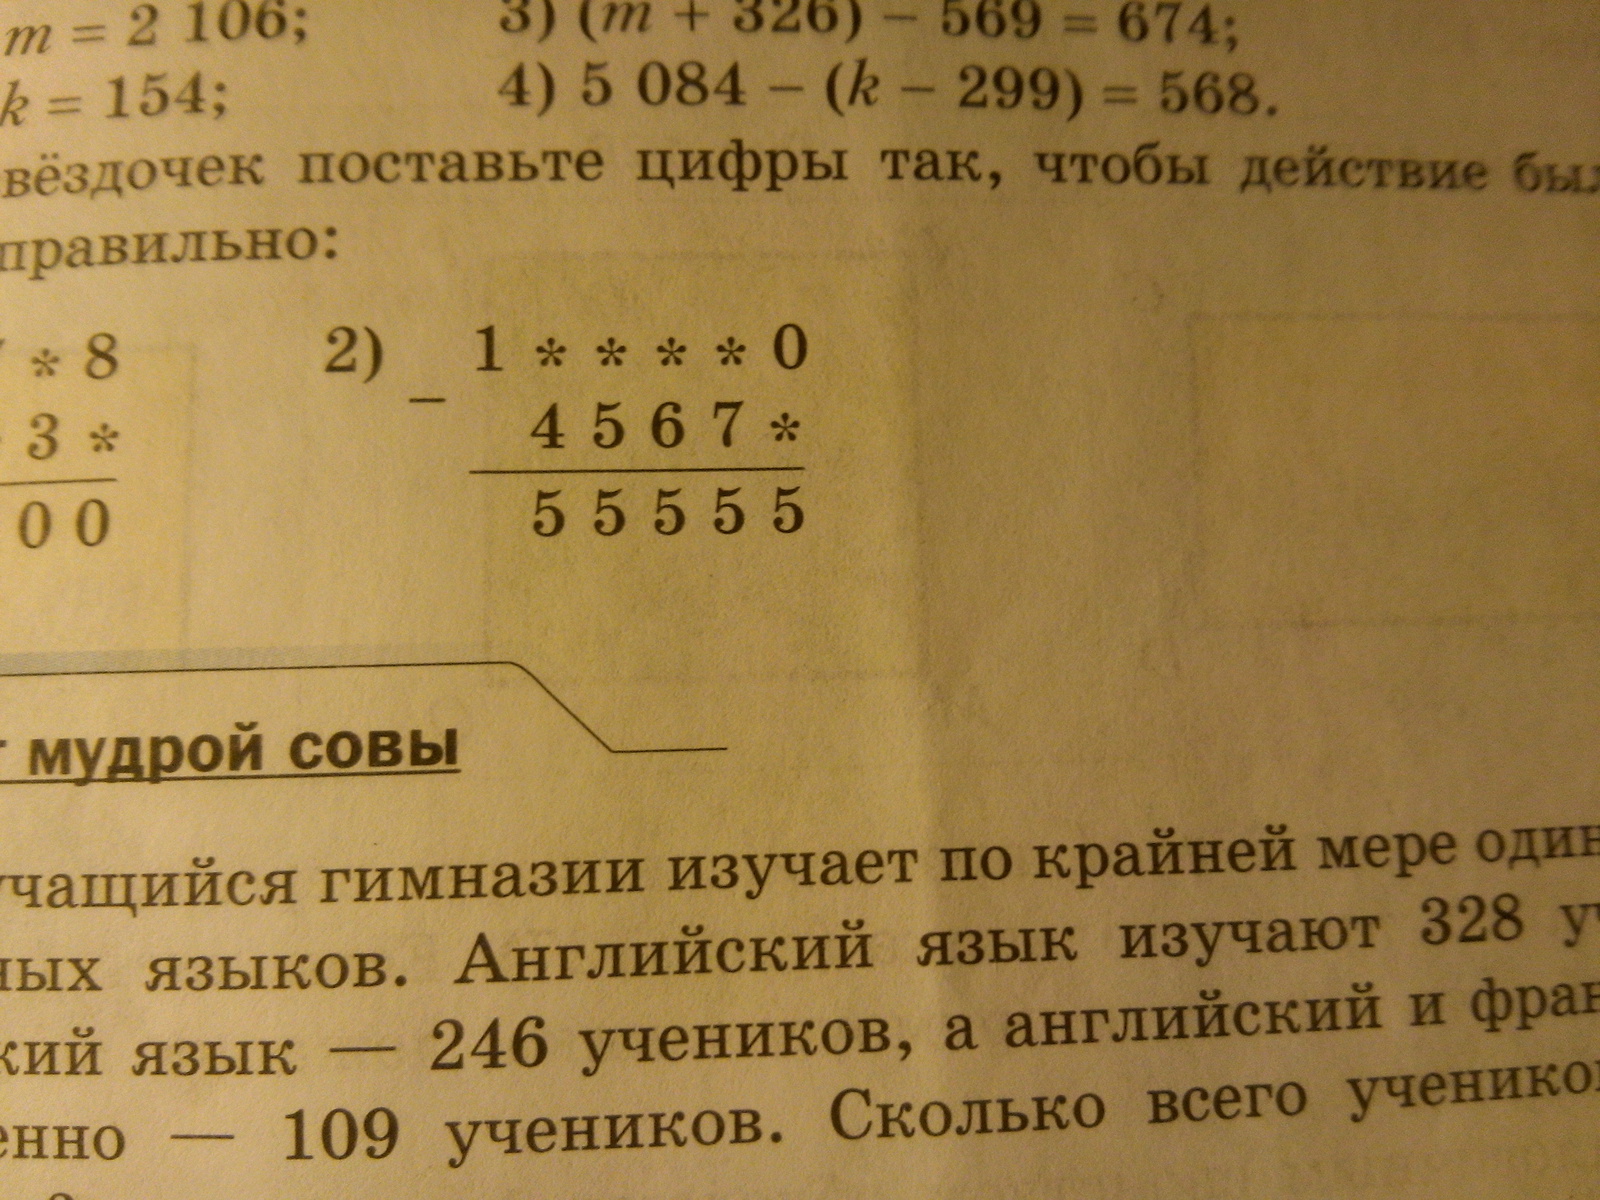 m = 2 106; 3) (m + 326) − 569 = 674;
k = 154; 4) 5 084 − (k − 299) = 568.
вёздочек поставьте цифры так, чтобы действие был
правильно:
* 8 2) − 1 * * * * 0
3 * 4 5 6 7 *
0 0 5 5 5 5 5
т мудрой совы
учащийся гимназии изучает по крайней мере один
ных языков. Английский язык изучают 328 уч
кий язык — 246 учеников, а английский и фран
енно — 109 учеников. Сколько всего учеников